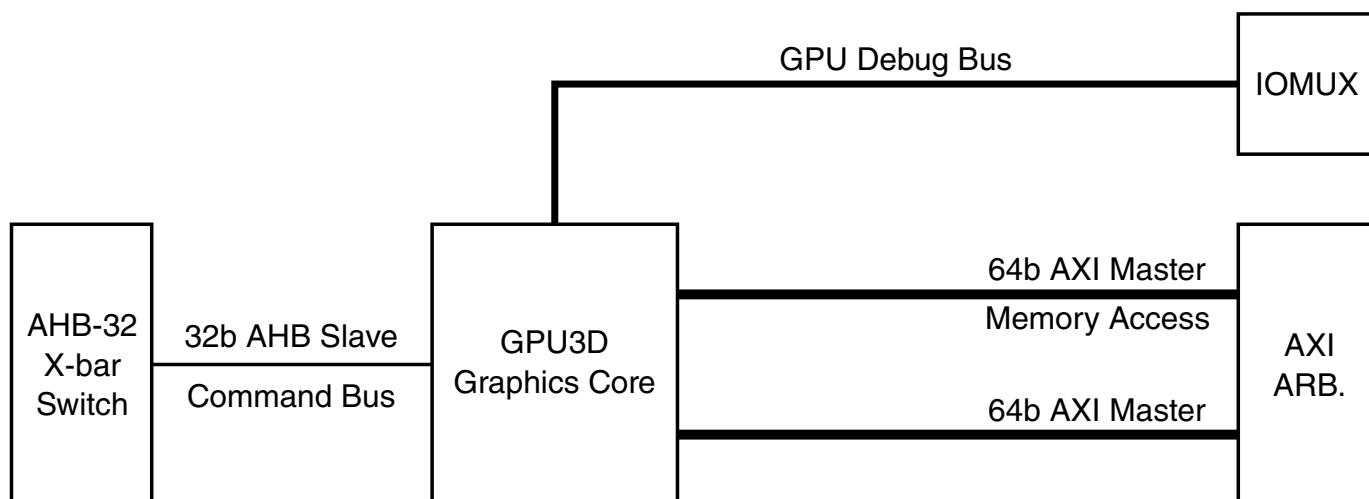 GPU Debug Bus
IOMUX
AHB-32
X-bar
Switch
32b AHB Slave
Command Bus
GPU3D
Graphics Core
64b AXI Master
Memory Access
64b AXI Master
AXI
ARB.